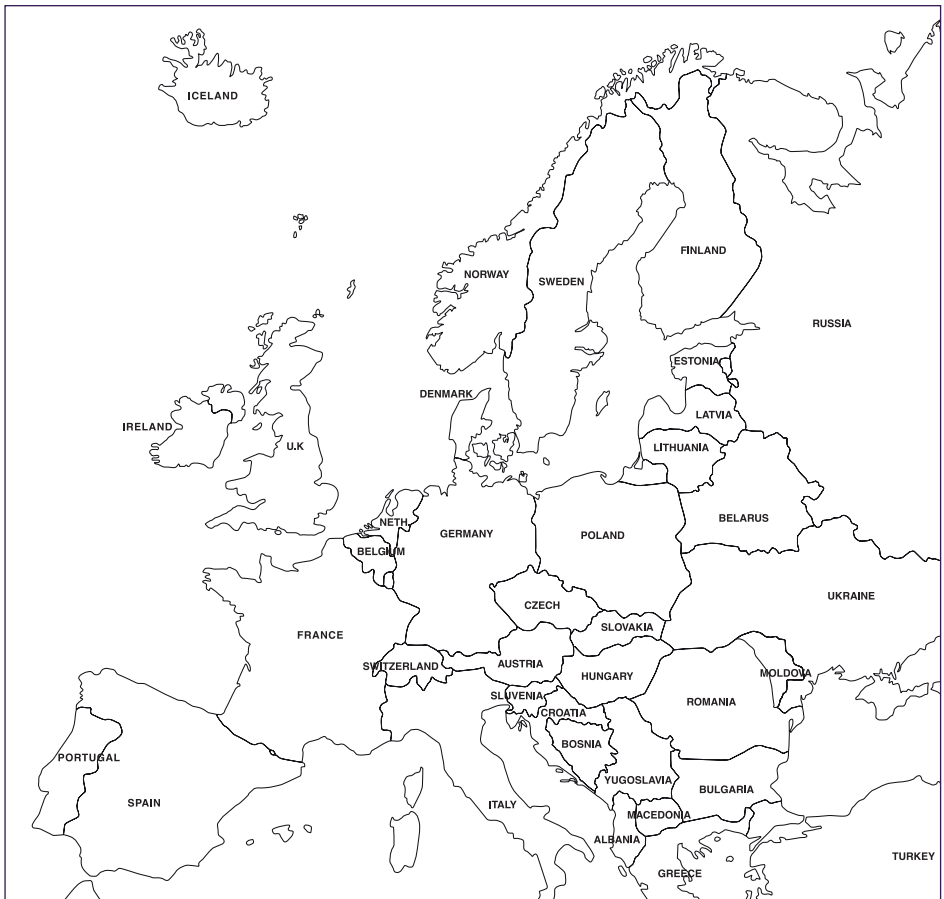 ICELAND
NORWAY
SWEDEN
FINLAND
RUSSIA
ESTONIA
DENMARK
LATVIA
IRELAND
U.K
LITHUANIA
NETH.
GERMANY
POLAND
BELARUS
BELGIUM
UKRAINE
CZECH
FRANCE
SLOVAKIA
SWITZERLAND
AUSTRIA
HUNGARY
MOLDOVA
SLUVENIA
CROATIA
ROMANIA
BOSNIA
PORTUGAL
YUGOSLAVIA
BULGARIA
SPAIN
ITALY
MACEDONIA
ALBANIA
TURKEY
GREECE